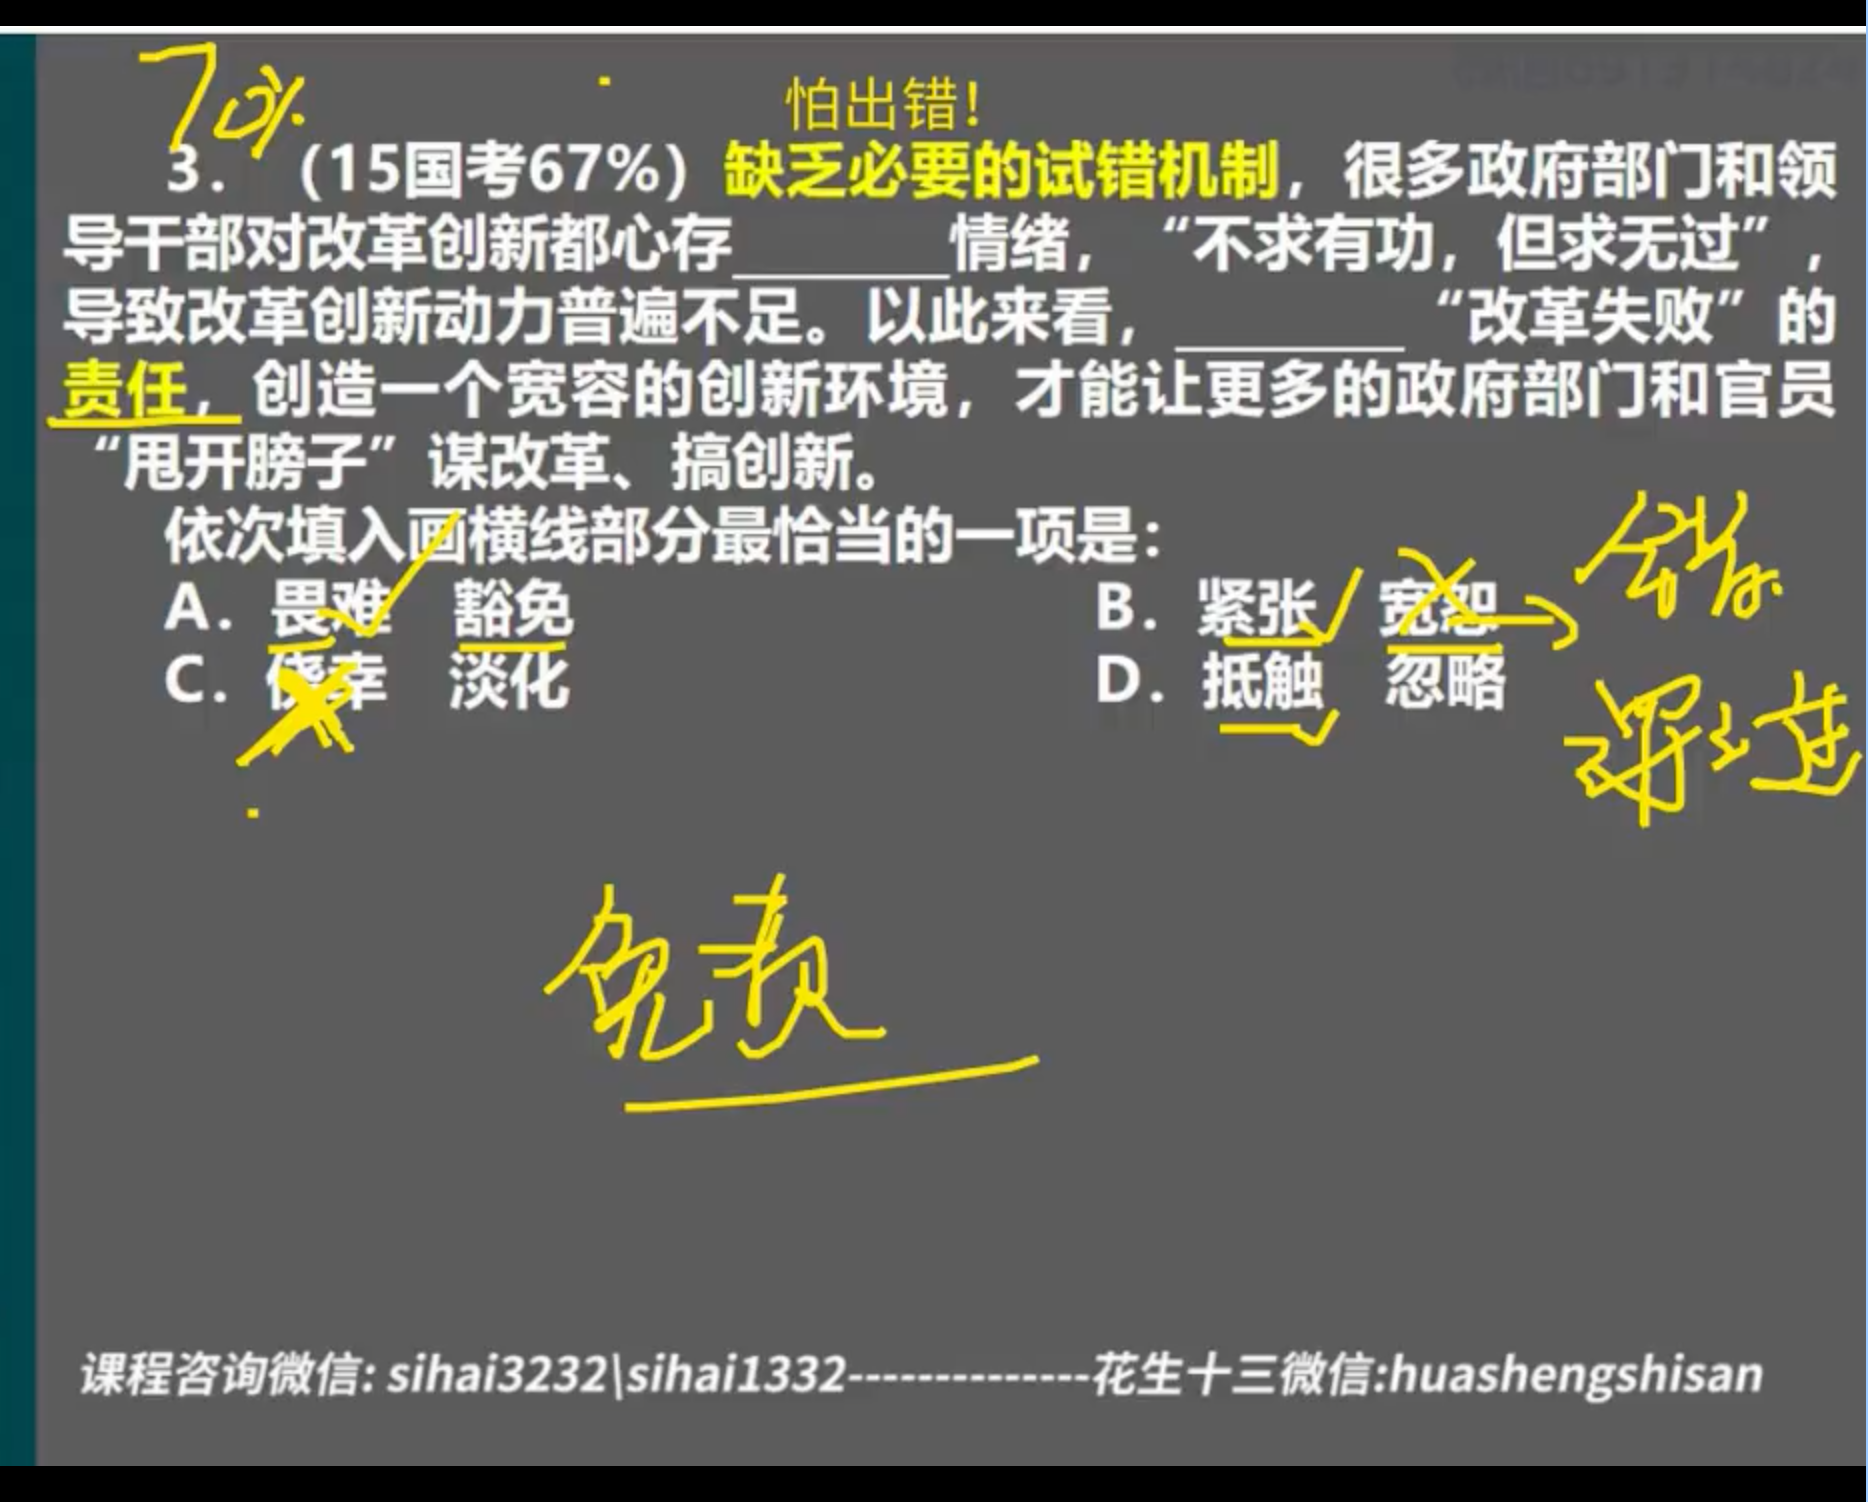 70%
怕出错！
3. （15国考67%）缺乏必要的试错机制，很多政府部门和领
导干部对改革创新都心存_______情绪，“不求有功，但求无过”，
导致改革创新动力普遍不足。以此来看，_______“改革失败”的
责任，创造一个宽容的创新环境，才能让更多的政府部门和官员
“甩开膀子”谋改革、搞创新。
依次填入画横线部分最恰当的一项是：
A. 畏难 豁免 B. 紧张 宽恕
C. 侥幸 淡化 D. 抵触 忽略
罪过
免责
课程咨询微信: sihai3232\sihai1332--------------花生十三微信:huashengshisan